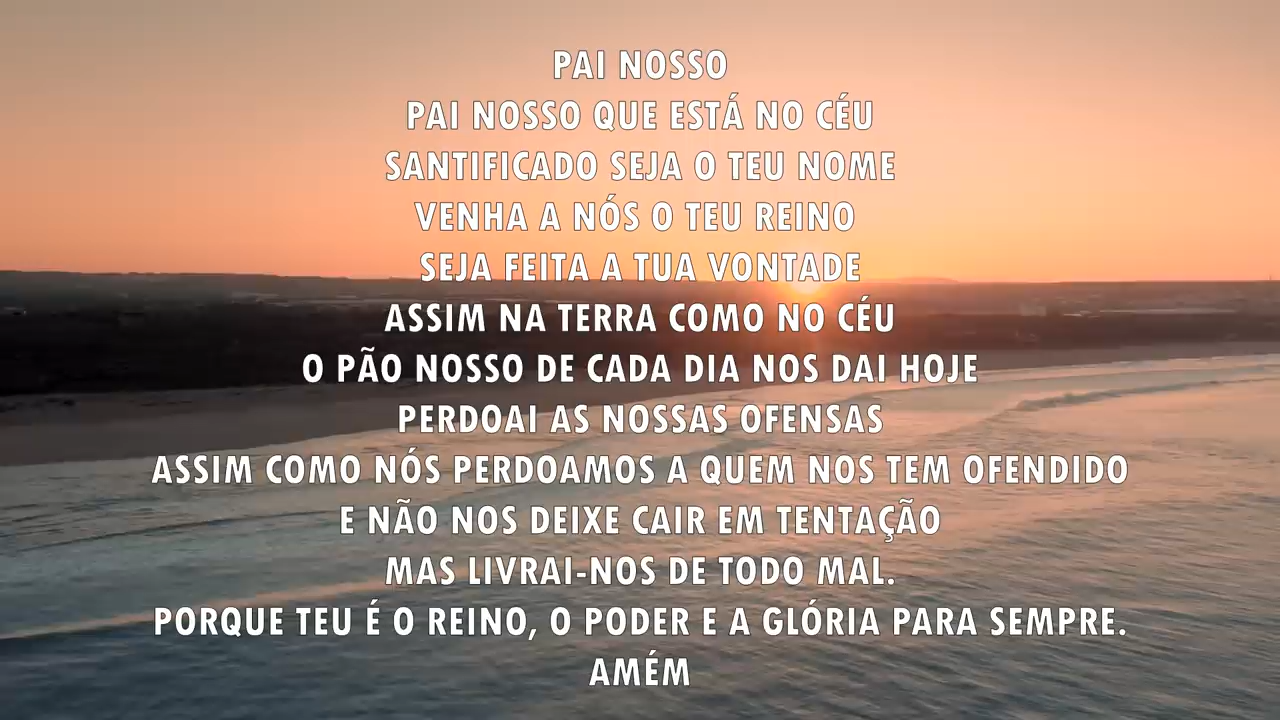 PAI NOSSO
PAI NOSSO QUE ESTÁ NO CÉU
SANTIFICADO SEJA O TEU NOME
VENHA A NÓS O TEU REINO
SEJA FEITA A TUA VONTADE
ASSIM NA TERRA COMO NO CÉU
O PÃO NOSSO DE CADA DIA NOS DAI HOJE
PERDOAI AS NOSSAS OFENSAS
ASSIM COMO NÓS PERDOAMOS A QUEM NOS TEM OFENDIDO
E NÃO NOS DEIXE CAIR EM TENTAÇÃO
MAS LIVRAI-NOS DE TODO MAL.
PORQUE TEU É O REINO, O PODER E A GLÓRIA PARA SEMPRE.
AMÉM